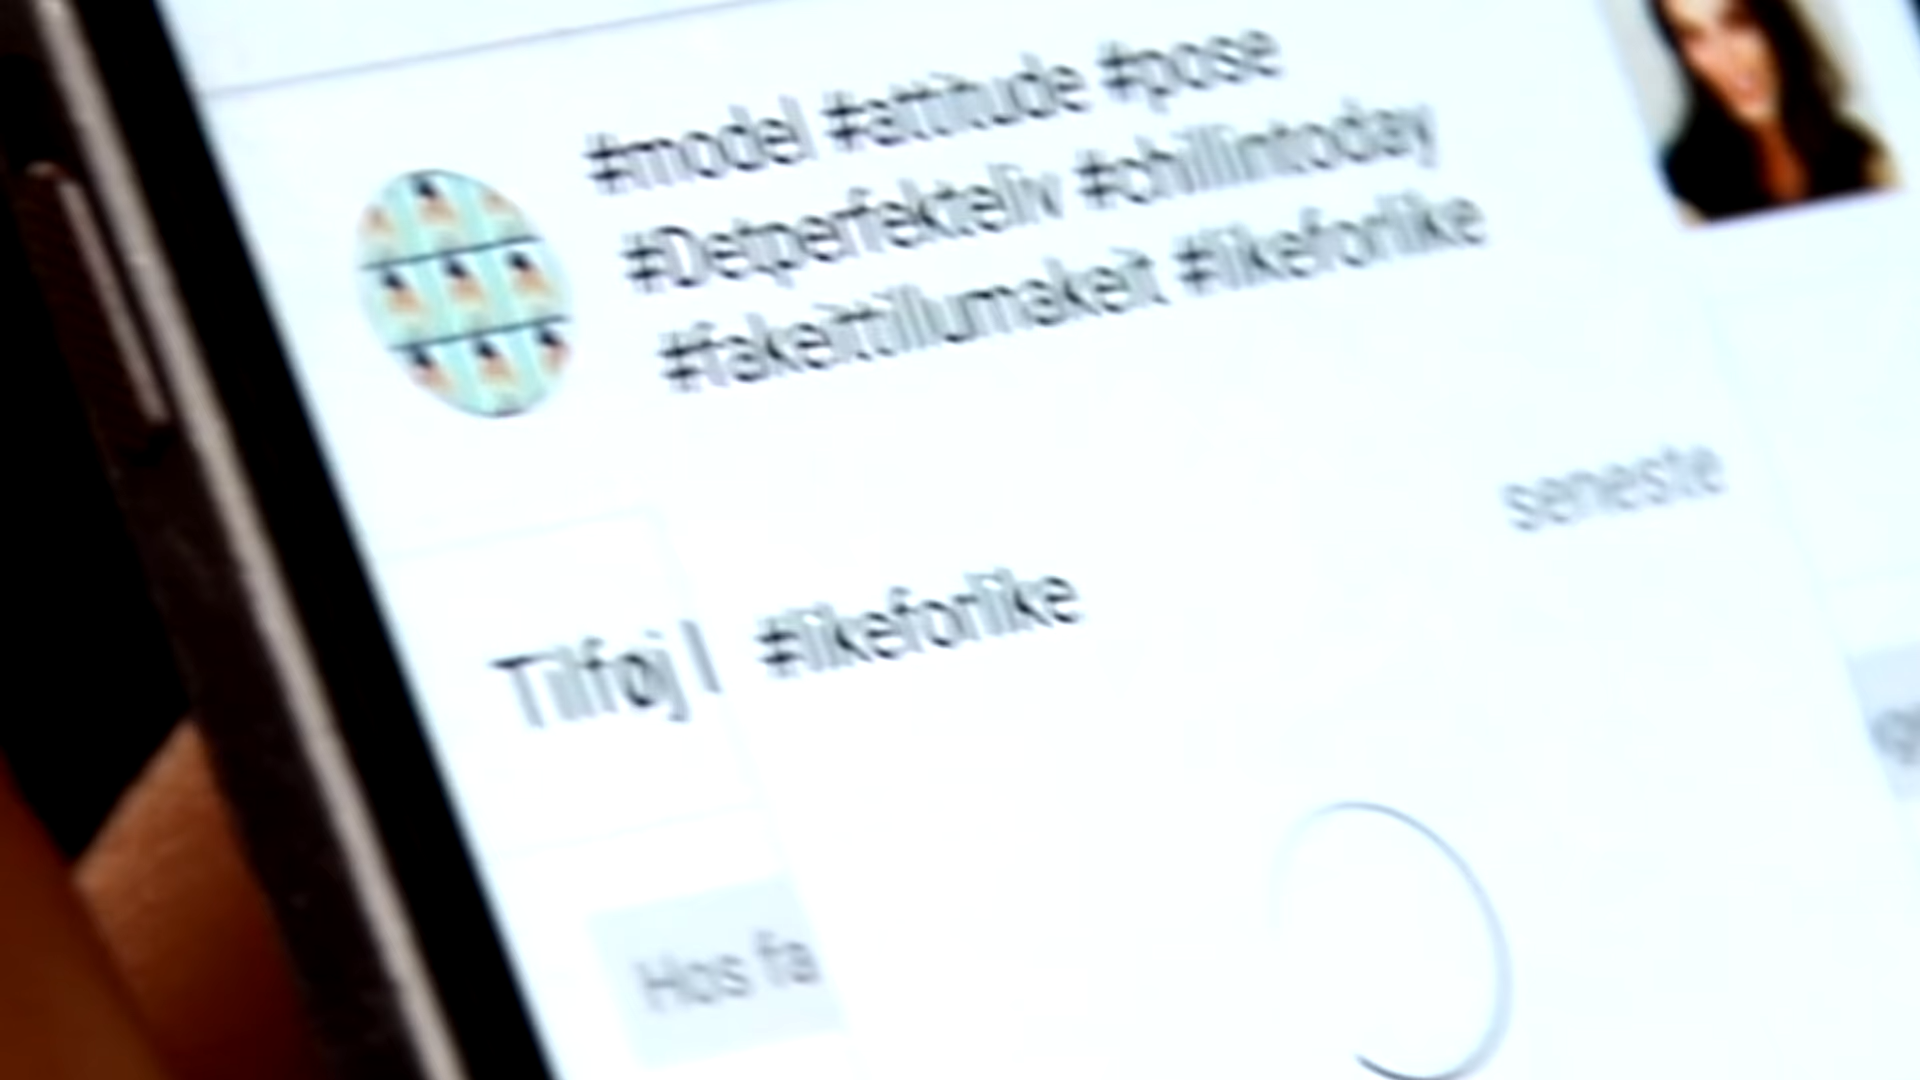 #model #attitude #pose
#Detperfekteliv #chillintoday
#fakeittillumakeit #likeforlike
seneste
Tilføj l
#likeforlike
Hos fa